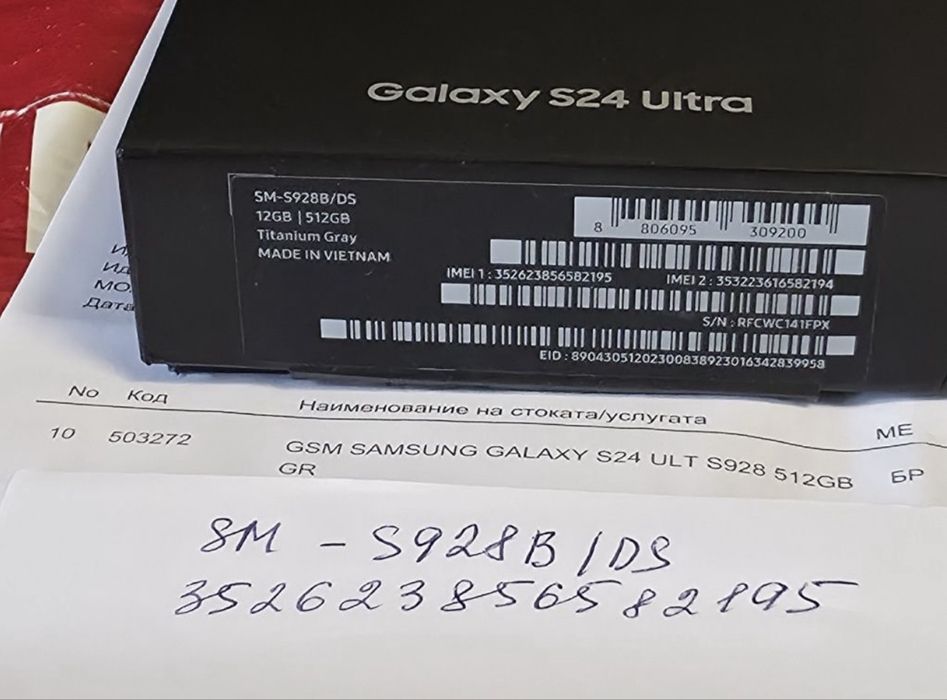 Galaxy S24 Ultra
SM-S928B/DS
12GB | 512GB
Titanium Gray
MADE IN VIETNAM
8 806095 309200
IMEI 1 : 352623856582195 IMEI 2 : 353223616582194
S/N : RFCWC141FPX
EID : 89043051202300838923016342839958
Дата
No Код Наименование на стоката/услугата МЕ
10 503272 GSM SAMSUNG GALAXY S24 ULT S928 512GB БР
GR
SM - S928B/DS
352623856582195